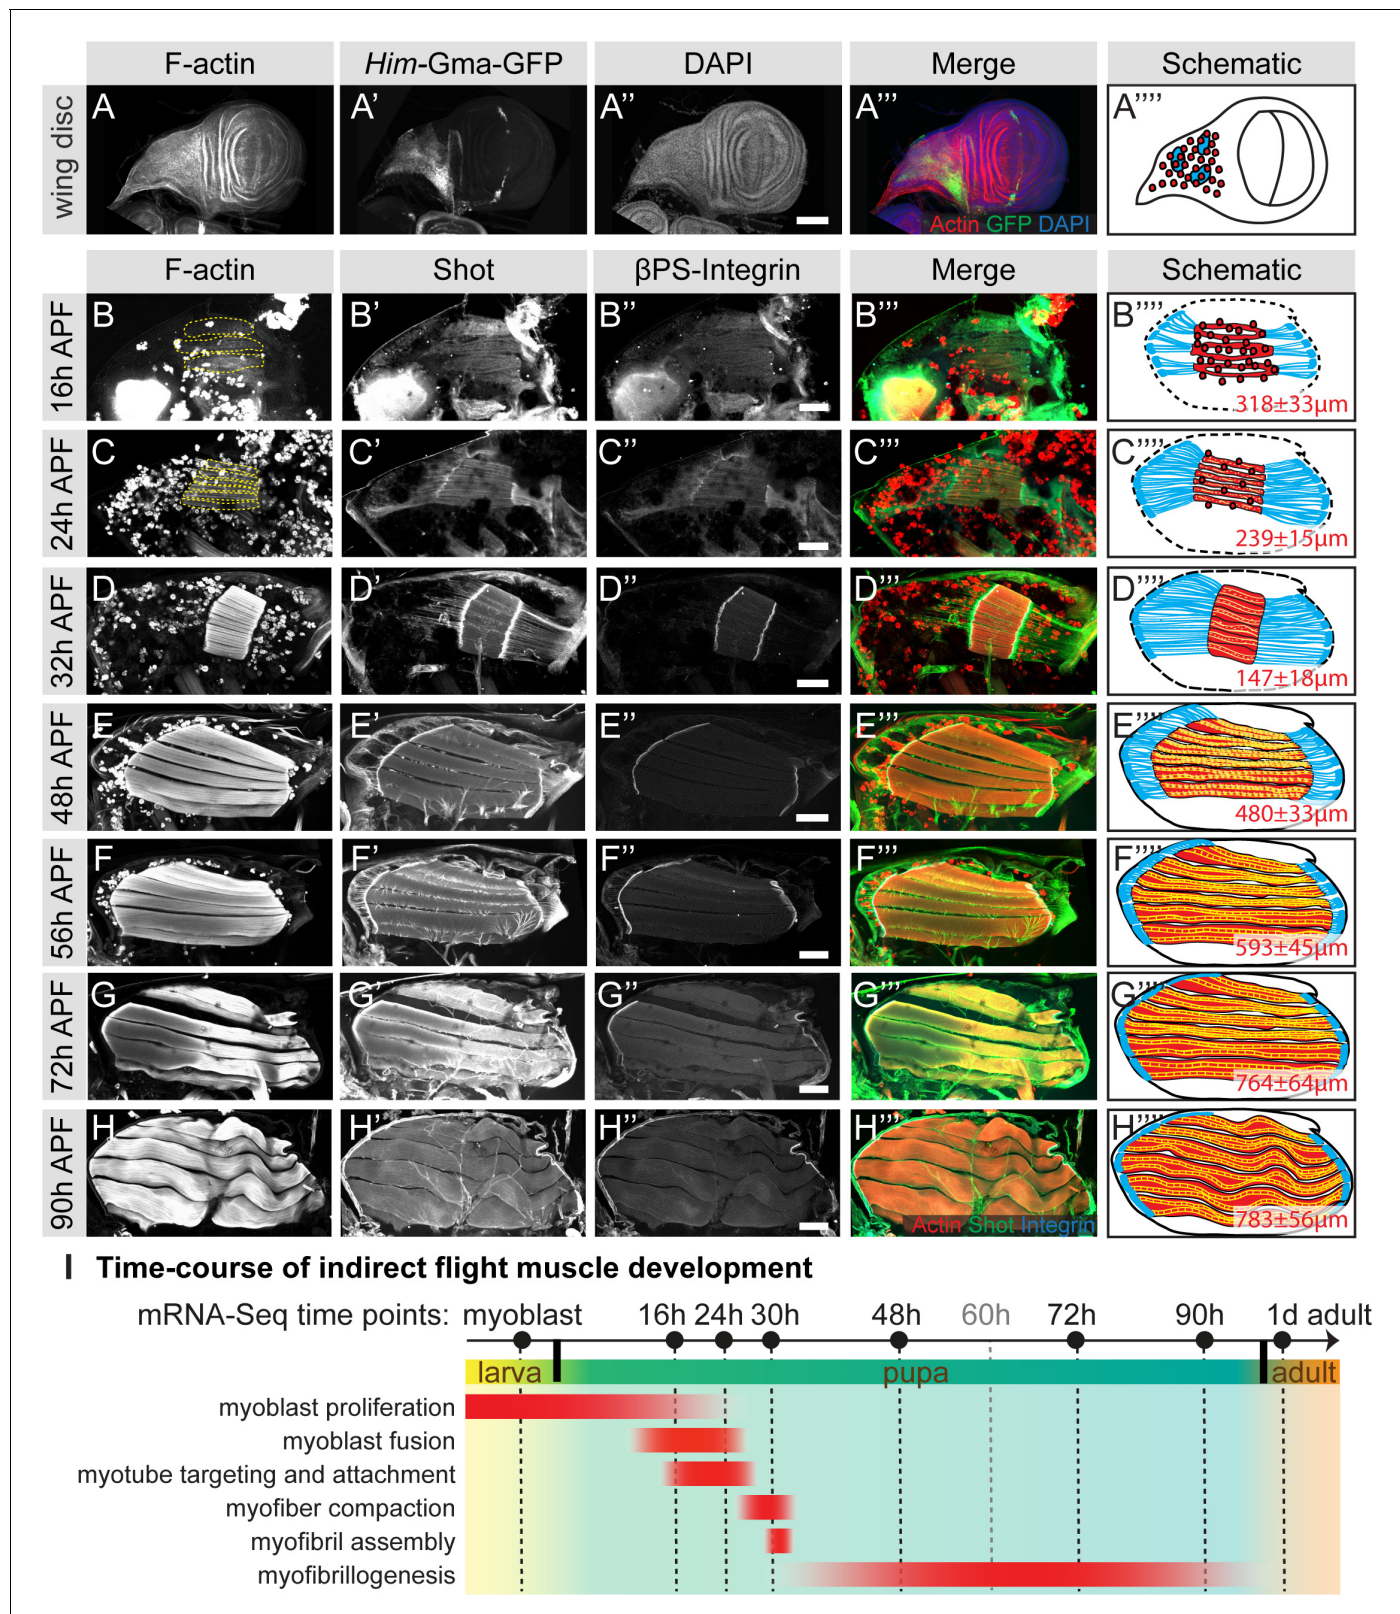 F-actin Him-Gma-GFP DAPI Merge Schematic
wing disc
A A’ A’’ A’’’ A’’’’
Actin GFP DAPI
F-actin Shot βPS-Integrin Merge Schematic
16h APF
B B’ B’’ B’’’ B’’’’
318±33µm
24h APF
C C’ C’’ C’’’ C’’’’
239±15µm
32h APF
D D’ D’’ D’’’ D’’’’
147±18µm
48h APF
E E’ E’’ E’’’ E’’’’
480±33µm
56h APF
F F’ F’’ F’’’ F’’’’
593±45µm
72h APF
G G’ G’’ G’’’ G’’’’
764±64µm
90h APF
H H’ H’’ H’’’ H’’’’
Actin Shot Integrin
783±56µm
I Time-course of indirect flight muscle development
mRNA-Seq time points: myoblast 16h 24h 30h 48h 60h 72h 90h 1d adult
larva pupa adult
myoblast proliferation
myoblast fusion
myotube targeting and attachment
myofiber compaction
myofibril assembly
myofibrillogenesis